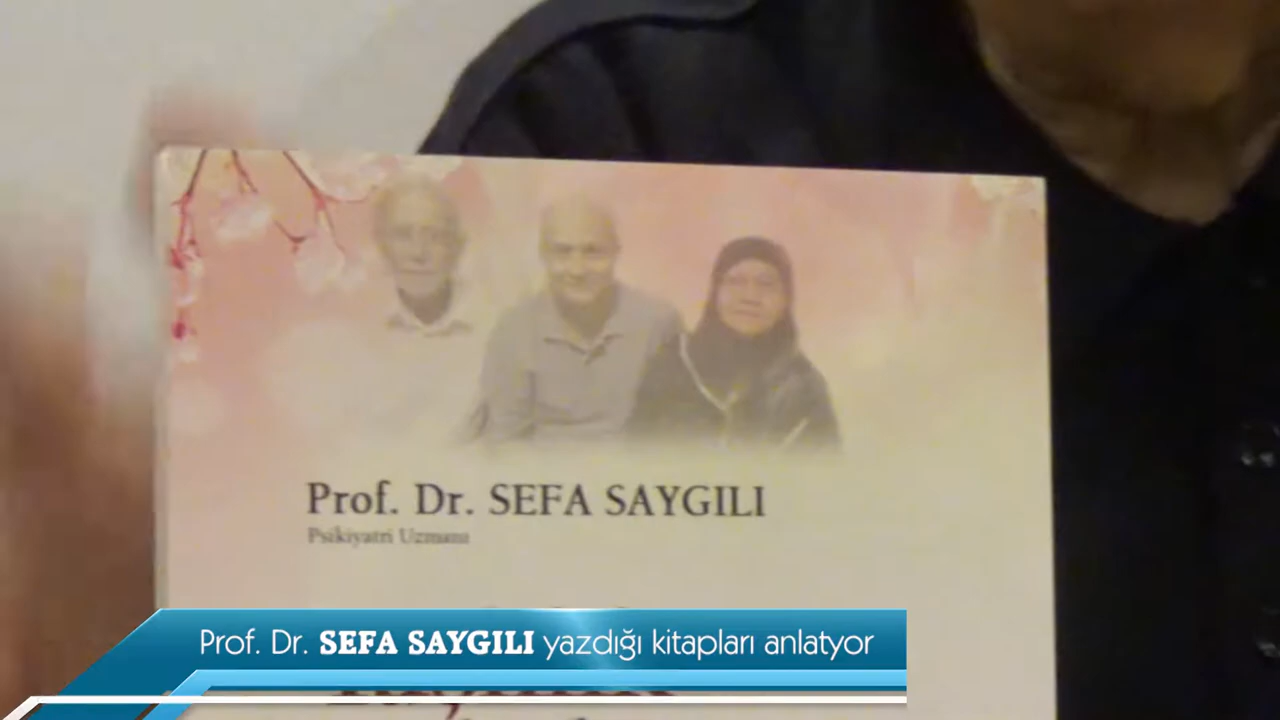 Prof. Dr. SEFA SAYGILI
Psikiyatri Uzmanı
Prof. Dr. SEFA SAYGILI yazdığı kitapları anlatyor